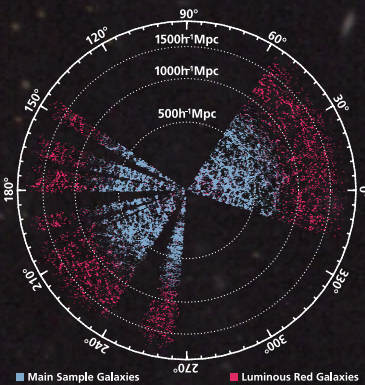 90°
120°
1500h⁻¹Mpc
60°
1000h⁻¹Mpc
150°
30°
500h⁻¹Mpc
180°
0
210°
330°
240°
300°
270°
Main Sample Galaxies
Luminous Red Galaxies